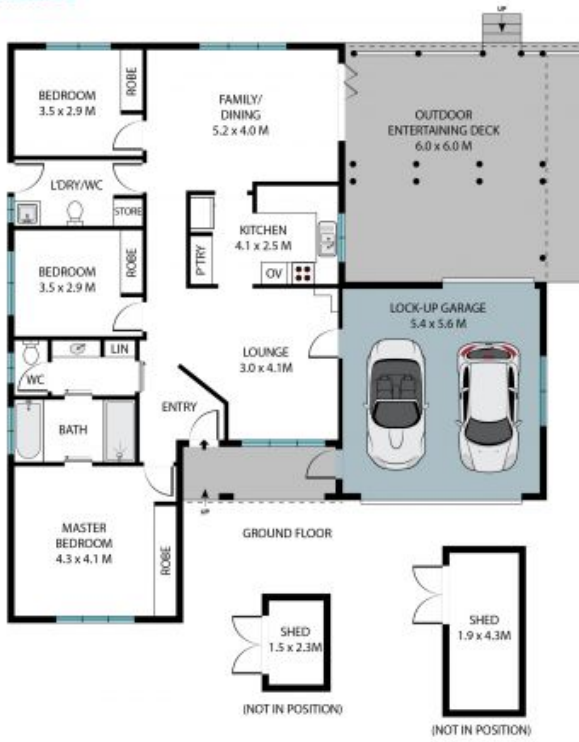 UP
BEDROOM
3.5 x 2.9 M
ROBE
FAMILY/
DINING
5.2 x 4.0 M
OUTDOOR
ENTERTAINING DECK
6.0 x 6.0 M
L'DRY/WC
STORE
KITCHEN
4.1 x 2.5 M
P'TRY
OV
BEDROOM
3.5 x 2.9 M
ROBE
LOCK-UP GARAGE
5.4 x 5.6 M
LIN
WC
LOUNGE
3.0 x 4.1M
ENTRY
BATH
UP
MASTER
BEDROOM
4.3 x 4.1 M
ROBE
GROUND FLOOR
SHED
1.5 x 2.3M
(NOT IN POSITION)
SHED
1.9 x 4.3M
(NOT IN POSITION)